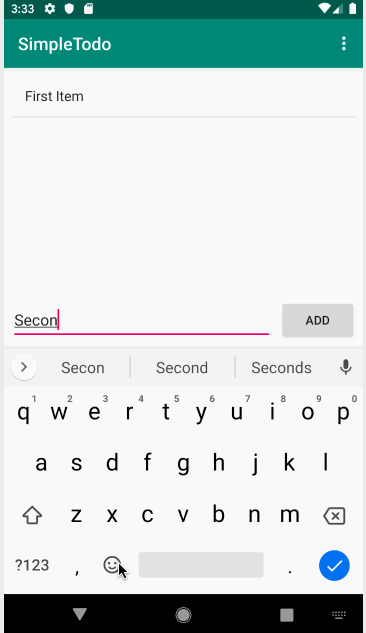 3:33
SimpleTodo
First Item
Secon
ADD
Secon Second Seconds
1 2 3 4 5 6 7 8 9 0
q w e r t y u i o p
a s d f g h j k l
z x c v b n m
?123 , .